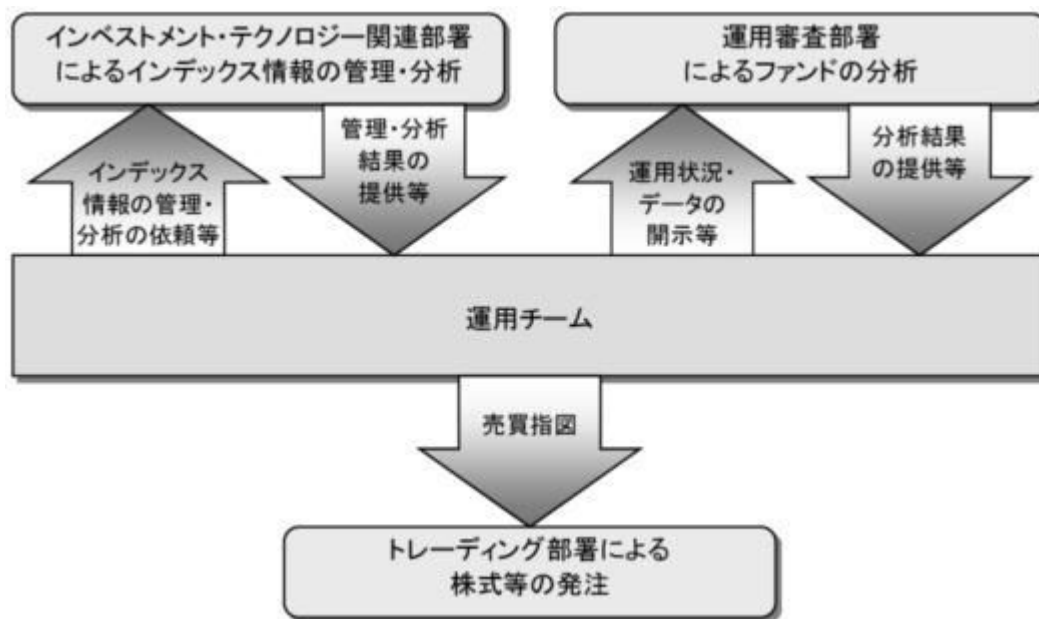 インベストメント・テクノロジー関連部署
によるインデックス情報の管理・分析
運用審査部署
によるファンドの分析
インデックス
情報の管理・
分析の依頼等
管理・分析
結果の
提供等
運用状況・
データの
開示等
分析結果
の提供等
運用チーム
売買指図
トレーディング部署による
株式等の発注